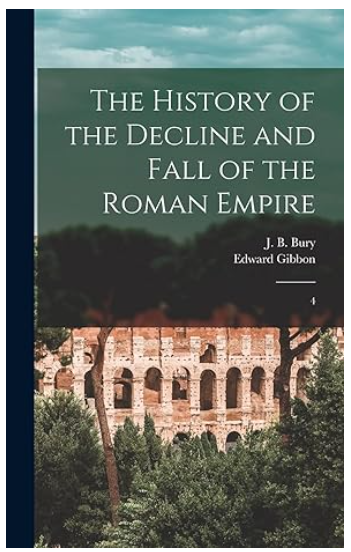 The History of
the Decline and
Fall of the
Roman Empire
J. B. Bury
Edward Gibbon
4